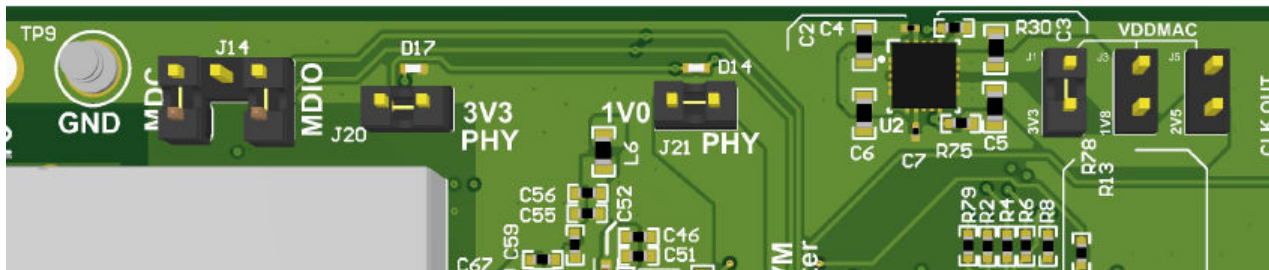 TP9
J14
D17
C2
C4
R30
C3
VDDMAC
J1
J3
J5
D14
MDC
GND
MDIO
J20
3V3
PHY
1V0
J21
PHY
L6
U2
C6
C7
R75
C5
3V3
1V8
2V5
CLK_OUT
R78
R13
C56
C55
C52
C59
C46
C51
C67
R79
R2
R4
R6
R8